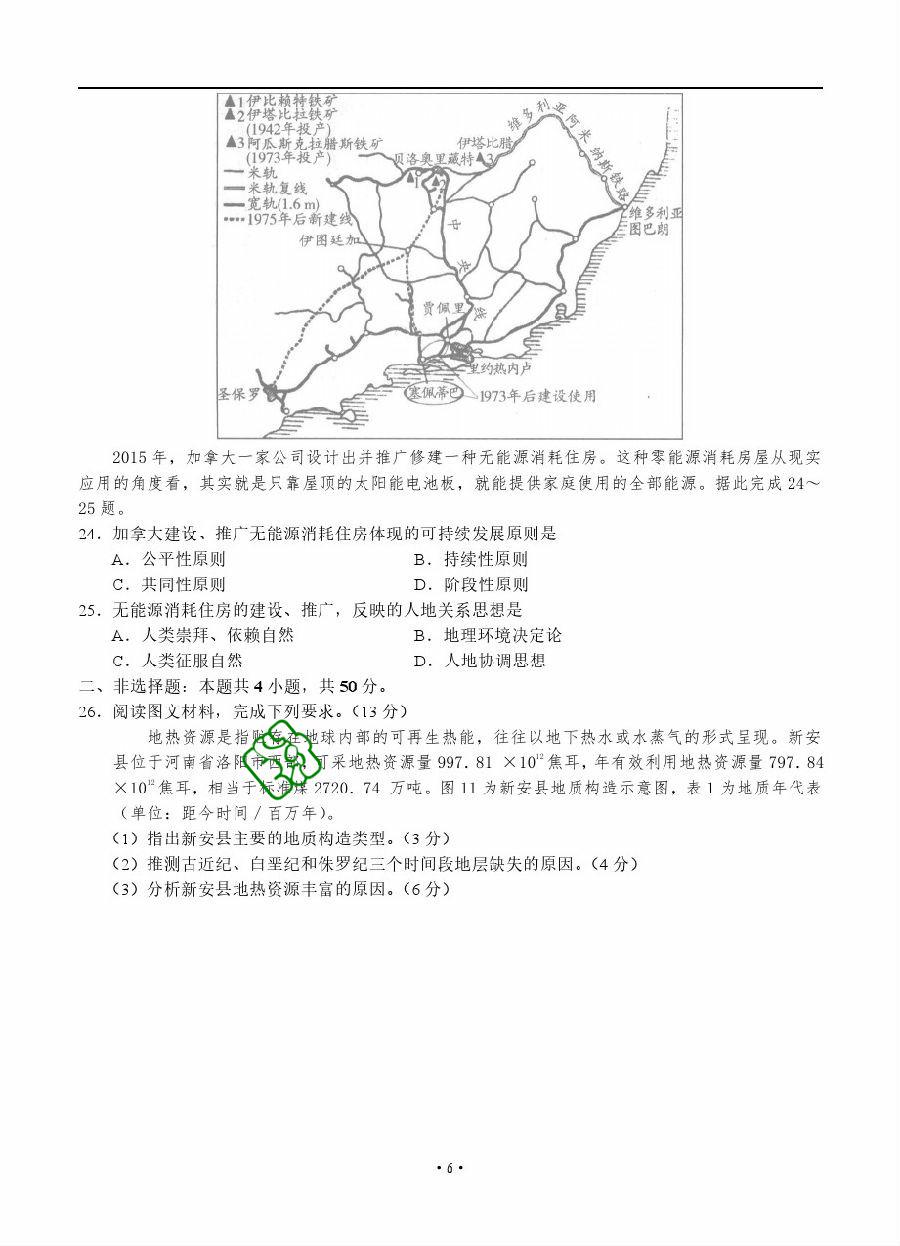 ▲1伊比赖特铁矿
▲2伊塔比拉铁矿
(1942年投产)
▲3阿瓜斯克拉腊斯铁矿
(1973年投产)
米轨
米轨复线
宽轨(1.6 m)
1975年后新建线
维多利亚阿米纳斯铁路
伊塔比腊
贝洛奥里藏特▲3
▲1
2
维多利亚
图巴朗
伊图廷加
中央线
贾佩里
里约热内卢
圣保罗
塞佩蒂巴
1973年后建设使用
2015 年，加拿大一家公司设计出并推广修建一种无能源消耗住房。这种零能源消耗房屋从现实
应用的角度看，其实就是只靠屋顶的太阳能电池板，就能提供家庭使用的全部能源。据此完成 24～
25 题。
24．加拿大建设、推广无能源消耗住房体现的可持续发展原则是
A．公平性原则 B．持续性原则
C．共同性原则 D．阶段性原则
25．无能源消耗住房的建设、推广，反映的人地关系思想是
A．人类崇拜、依赖自然 B．地理环境决定论
C．人类征服自然 D．人地协调思想
二、非选择题：本题共 4 小题，共 50 分。
26．阅读图文材料，完成下列要求。（13 分）
地热资源是指贮存在地球内部的可再生热能，往往以地下热水或水蒸气的形式呈现。新安
县位于河南省洛阳市西部，可采地热资源量 997．81 ×10¹²焦耳，年有效利用地热资源量 797．84
×10¹²焦耳，相当于标准煤 2720．74 万吨。图 11 为新安县地质构造示意图，表 1 为地质年代表
（单位：距今时间／百万年）。
（1）指出新安县主要的地质构造类型。（3 分）
（2）推测古近纪、白垩纪和侏罗纪三个时间段地层缺失的原因。（4 分）
（3）分析新安县地热资源丰富的原因。（6 分）
·6·